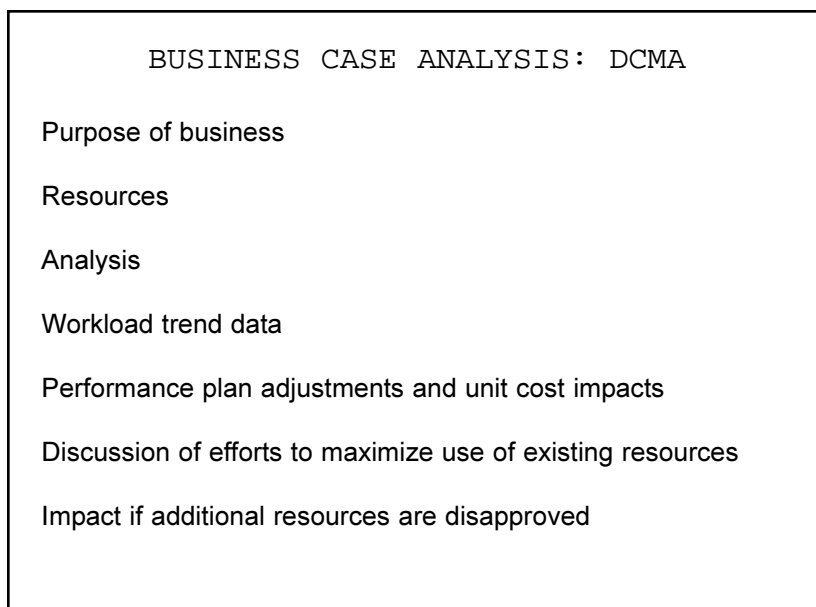 BUSINESS CASE ANALYSIS: DCMA
Purpose of business
Resources
Analysis
Workload trend data
Performance plan adjustments and unit cost impacts
Discussion of efforts to maximize use of existing resources
Impact if additional resources are disapproved